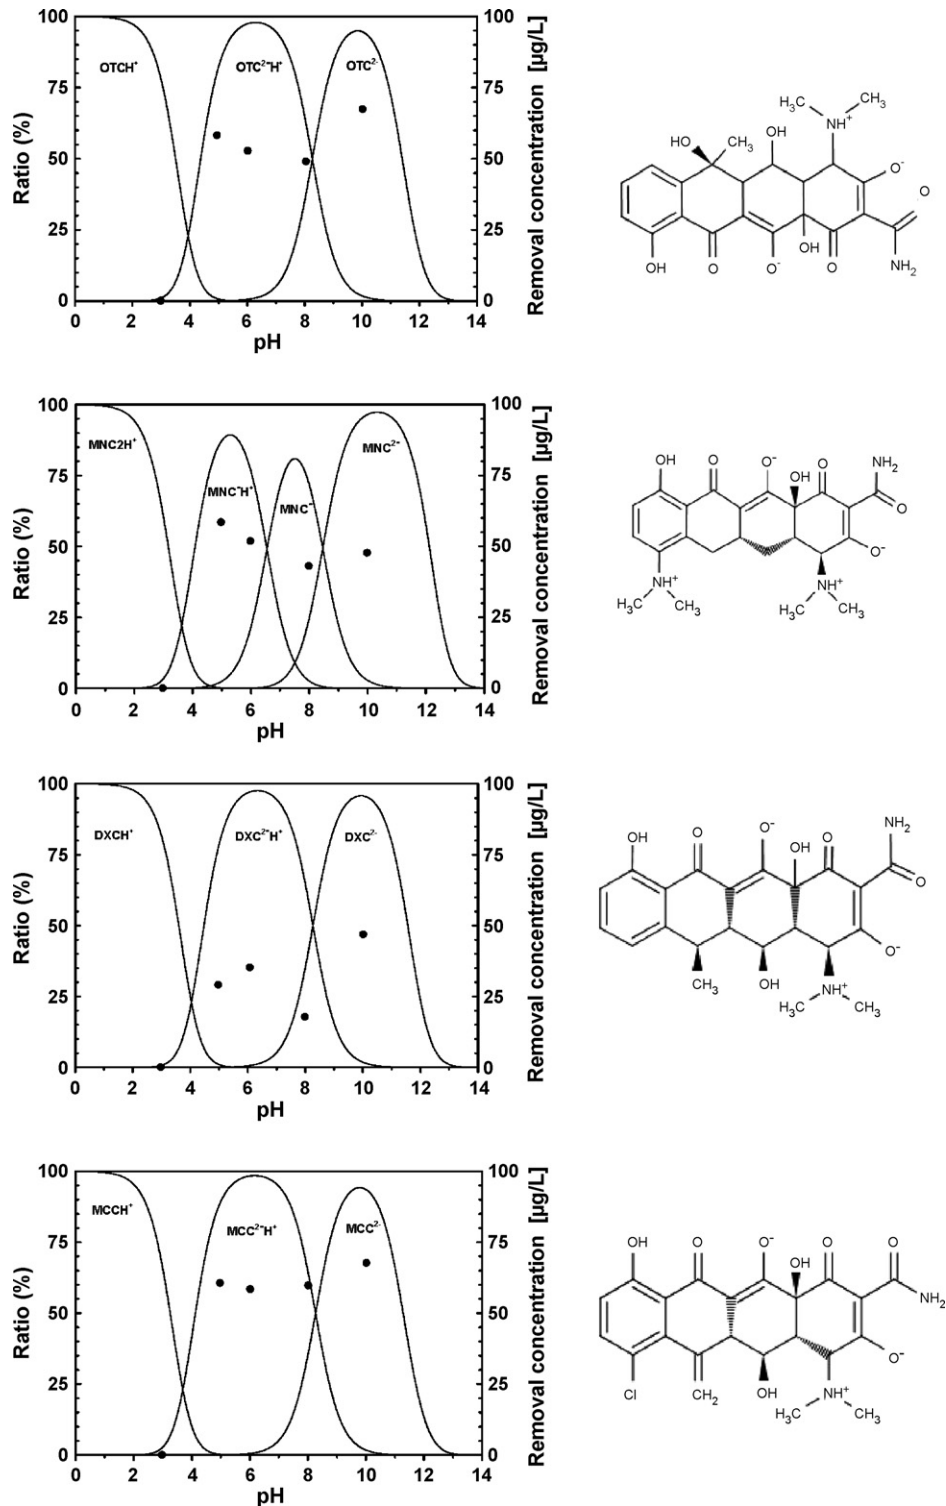 100
75
50
25
0
Ratio (%)
OTCH⁺
OTC²⁻H⁺
OTC²⁻
100
75
50
25
0
Removal concentration [µg/L]
0 2 4 6 8 10 12 14
pH
H₃C CH₃
NH⁺
HO CH₃ OH
O⁻
O
OH
OH O O⁻ O NH₂
100
75
50
25
0
Ratio (%)
MNC2H⁺
MNC⁻H⁺
MNC⁻
MNC²⁻
100
75
50
25
0
Removal concentration [µg/L]
0 2 4 6 8 10 12 14
pH
OH O O⁻ OH O NH₂
O
O⁻
NH⁺ NH⁺
H₃C CH₃ H₃C CH₃
100
75
50
25
0
Ratio (%)
DXCH⁺
DXC²⁻H⁺
DXC²⁻
100
75
50
25
0
Removal concentration [µg/L]
0 2 4 6 8 10 12 14
pH
OH O O⁻ OH O NH₂
O
O⁻
CH₃ OH NH⁺
H₃C CH₃
100
75
50
25
0
Ratio (%)
MCCH⁺
MCC²⁻H⁺
MCC²⁻
100
75
50
25
0
Removal concentration [µg/L]
0 2 4 6 8 10 12 14
pH
OH O O⁻ OH O O
NH₂
O⁻
Cl CH₂ OH NH⁺
H₃C CH₃